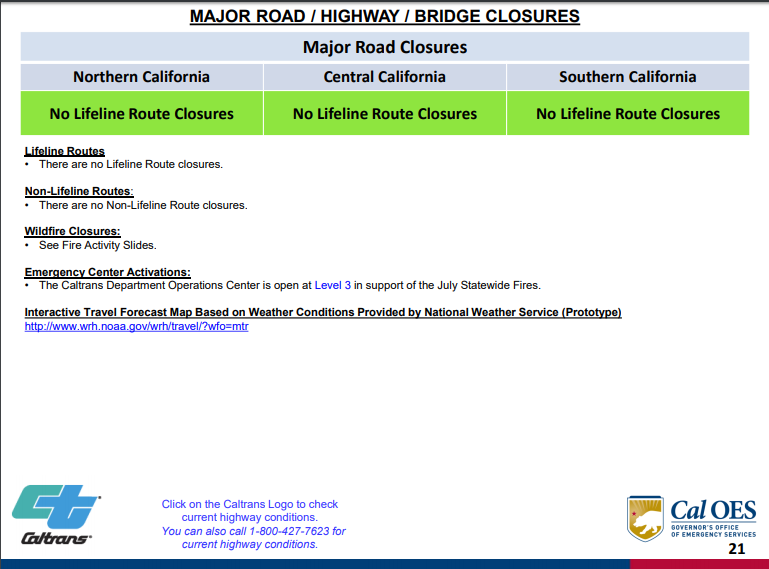 MAJOR ROAD / HIGHWAY / BRIDGE CLOSURES
Major Road Closures
Northern California
Central California
Southern California
No Lifeline Route Closures
No Lifeline Route Closures
No Lifeline Route Closures
Lifeline Routes
• There are no Lifeline Route closures.
Non-Lifeline Routes:
• There are no Non-Lifeline Route closures.
Wildfire Closures:
• See Fire Activity Slides.
Emergency Center Activations:
• The Caltrans Department Operations Center is open at Level 3 in support of the July Statewide Fires.
Interactive Travel Forecast Map Based on Weather Conditions Provided by National Weather Service (Prototype)
http://www.wrh.noaa.gov/wrh/travel/?wfo=mtr
Click on the Caltrans Logo to check
current highway conditions.
You can also call 1-800-427-7623 for
current highway conditions.
Caltrans
Cal OES
GOVERNOR'S OFFICE
OF EMERGENCY SERVICES
21